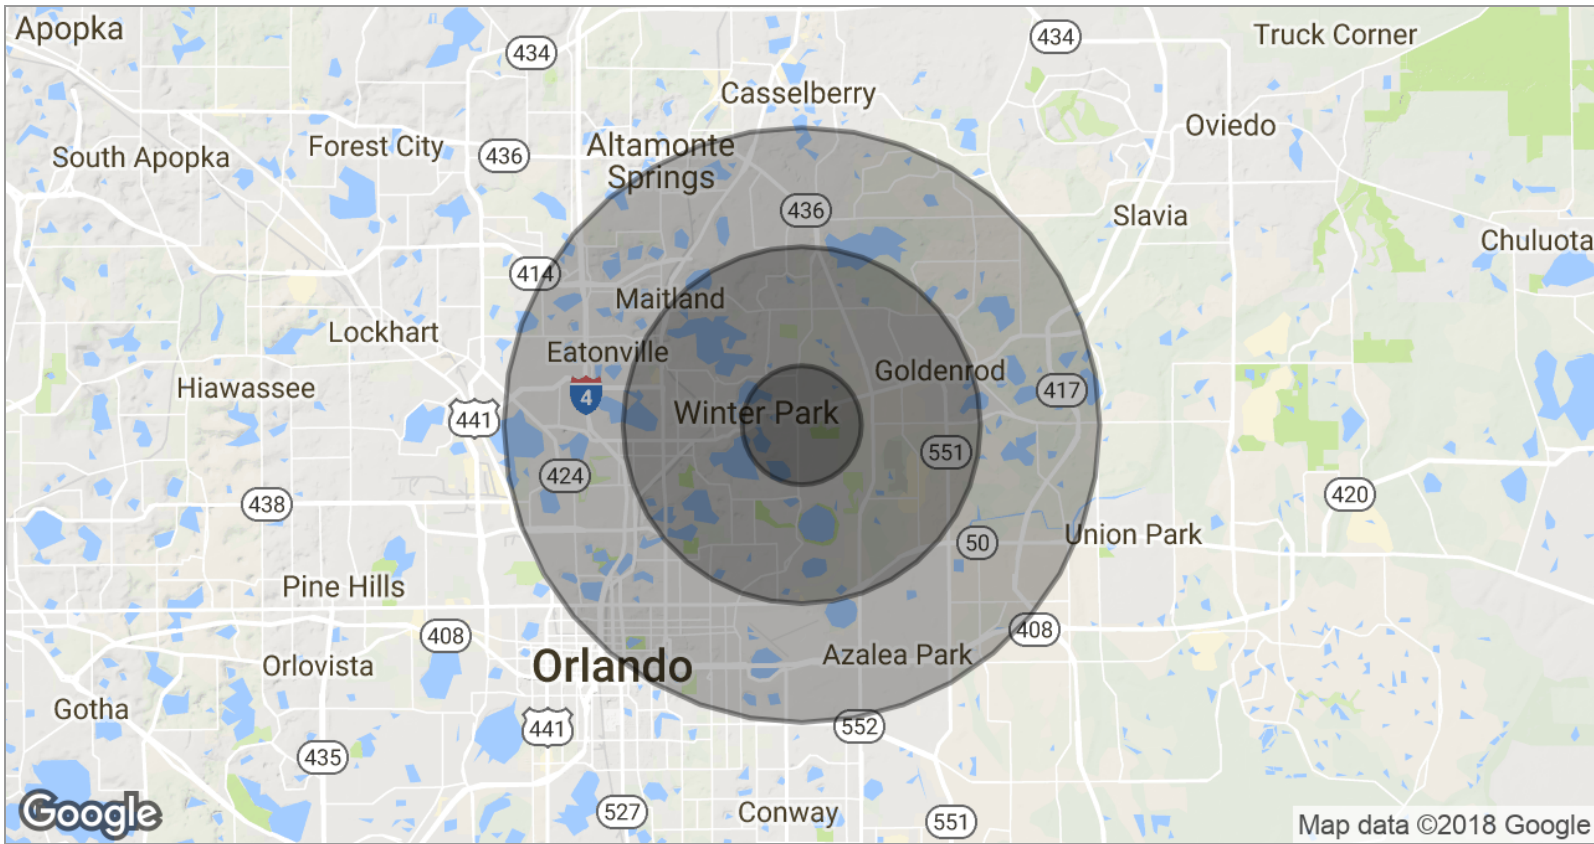 Apopka
434
434
Truck Corner
Casselberry
Oviedo
Altamonte
Springs
Forest City
436
South Apopka
436
Slavia
Chuluota
414
Maitland
Lockhart
Eatonville
Goldenrod
Hiawassee
4
417
441
Winter Park
551
424
420
438
50
Union Park
Pine Hills
408
408
Orlovista
Orlando
Azalea Park
Gotha
441
552
435
527
Conway
551
Google
Map data ©2018 Google